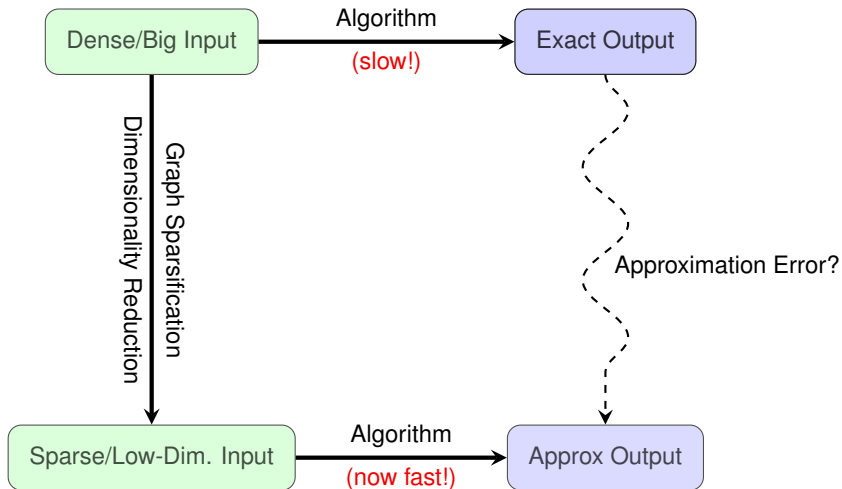 Dense/Big Input
Algorithm
(slow!)
Exact Output
Graph Sparsification
Dimensionality Reduction
Approximation Error?
Sparse/Low-Dim. Input
Algorithm
(now fast!)
Approx Output